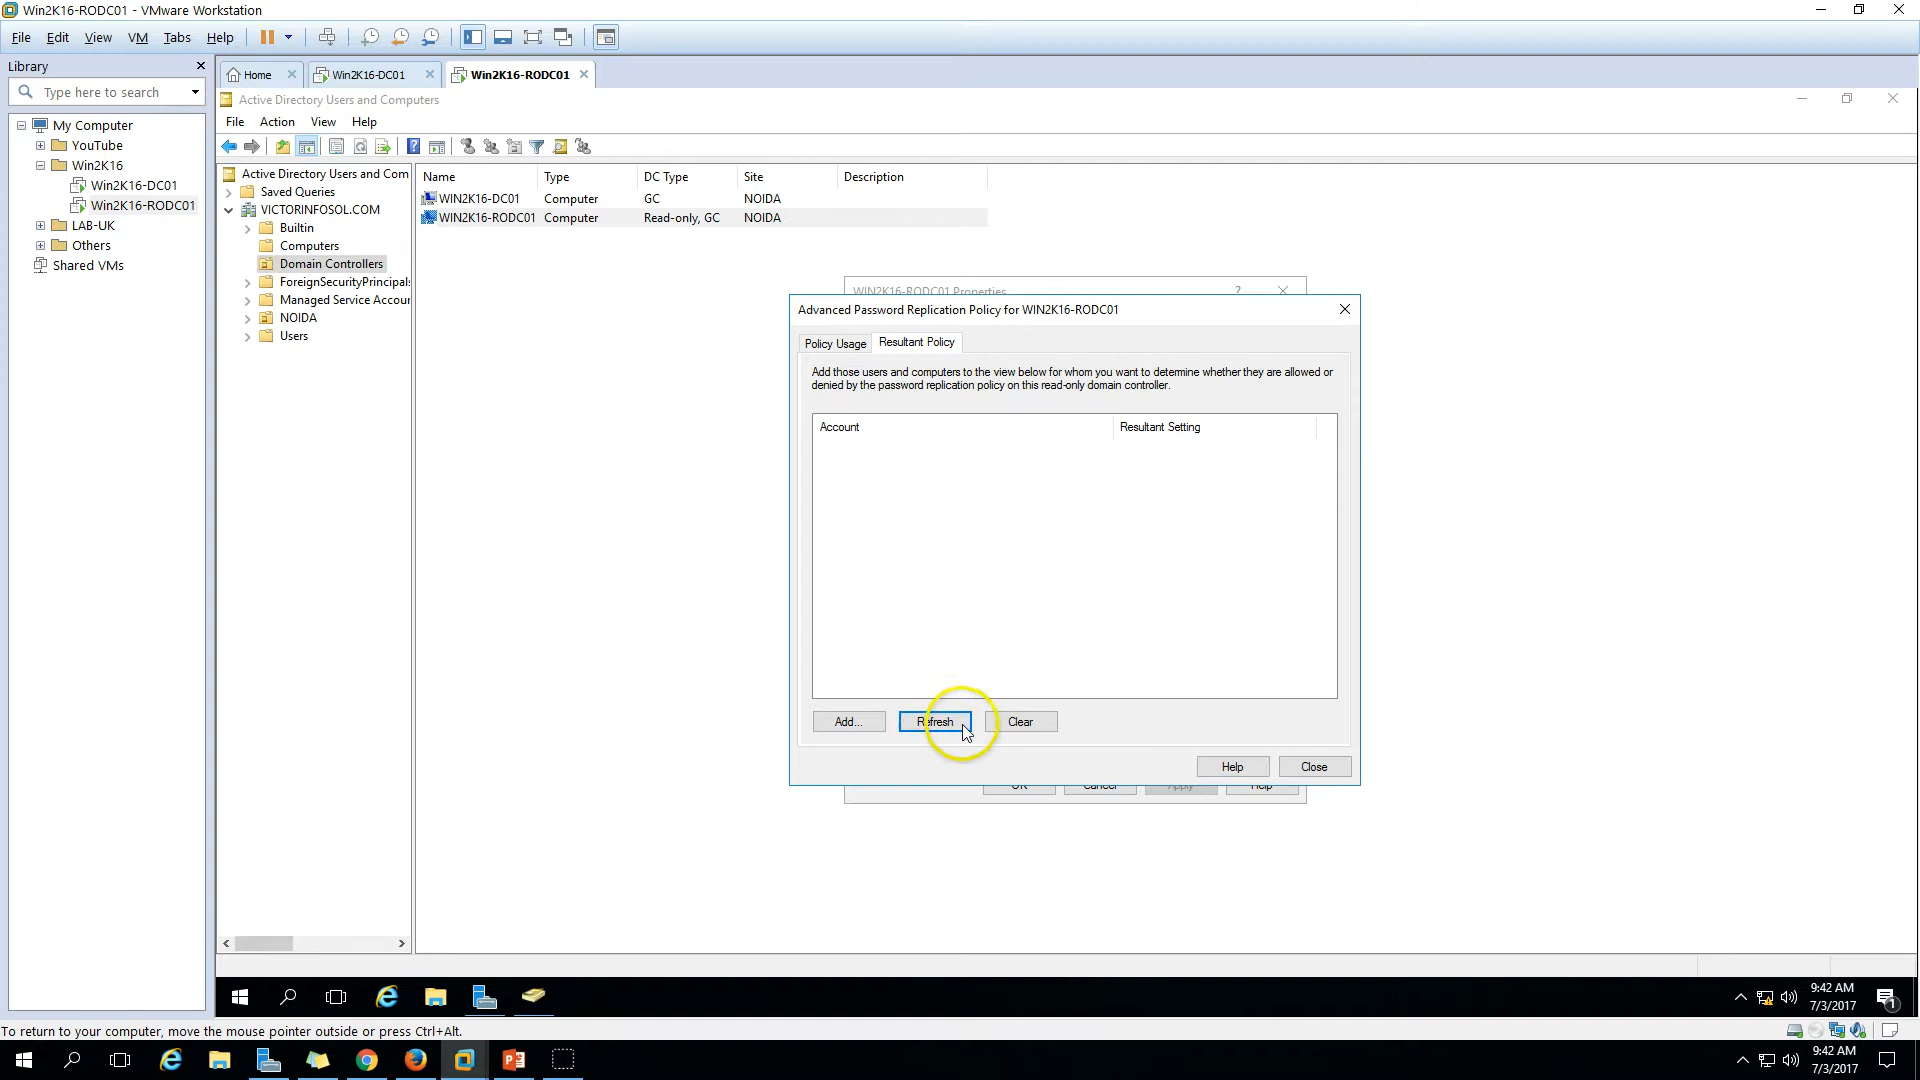 Win2K16-RODC01 - VMware Workstation
File Edit View VM Tabs Help
Library
Type here to search
My Computer
YouTube
Win2K16
Win2K16-DC01
Win2K16-RODC01
LAB-UK
Others
Shared VMs
Home
Win2K16-DC01
Win2K16-RODC01
Active Directory Users and Computers
File Action View Help
Active Directory Users and Com
Saved Queries
VICTORINFOSOL.COM
Builtin
Computers
Domain Controllers
ForeignSecurityPrincipals
Managed Service Accour
NOIDA
Users
Name Type DC Type Site Description
WIN2K16-DC01 Computer GC NOIDA
WIN2K16-RODC01 Computer Read-only, GC NOIDA
WIN2K16-RODC01 Properties ?
Advanced Password Replication Policy for WIN2K16-RODC01
Policy Usage Resultant Policy
Add those users and computers to the view below for whom you want to determine whether they are allowed or
denied by the password replication policy on this read-only domain controller.
Account Resultant Setting
Add... Refresh Clear
Help Close
OK Cancel Apply Help
9:42 AM
7/3/2017
1
To return to your computer, move the mouse pointer outside or press Ctrl+Alt.
9:42 AM
7/3/2017